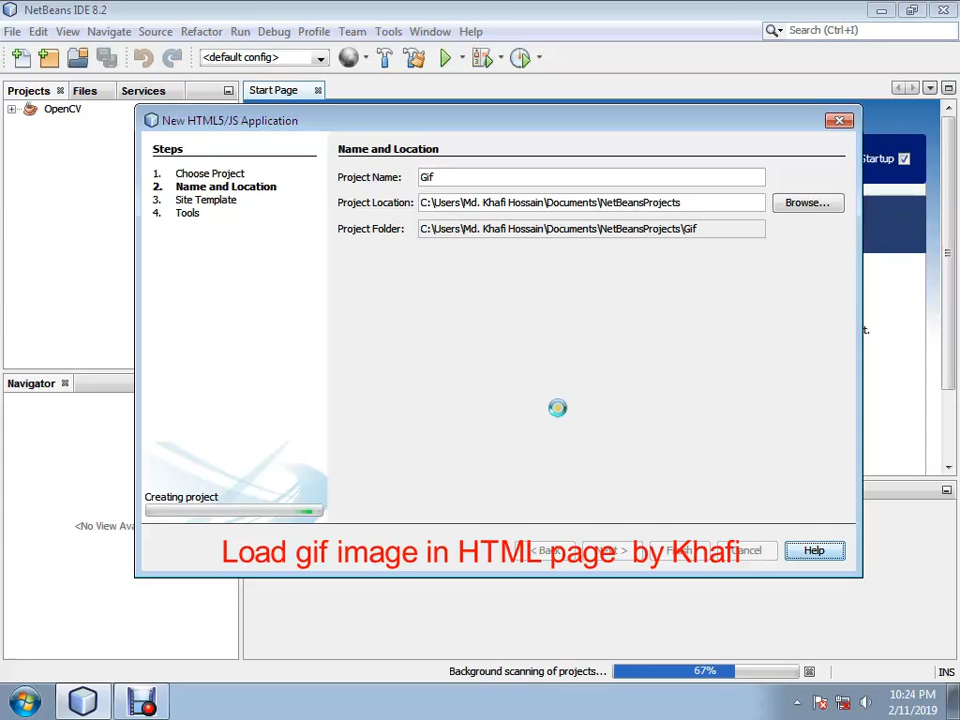 NetBeans IDE 8.2
File Edit View Navigate Source Refactor Run Debug Profile Team Tools Window Help
Search (Ctrl+I)
<default config>
Projects Files Services Start Page
OpenCV
New HTML5/JS Application
Steps
1. Choose Project
2. Name and Location
3. Site Template
4. Tools
Name and Location
Project Name: Gif
Project Location: C:\Users\Md. Khafi Hossain\Documents\NetBeansProjects Browse...
Project Folder: C:\Users\Md. Khafi Hossain\Documents\NetBeansProjects\Gif
Startup
t.
Navigator
<No View Ava
Creating project
< Back Next > Finish Cancel Help
Load gif image in HTML page by Khafi
Background scanning of projects... 67% INS
10:24 PM
2/11/2019